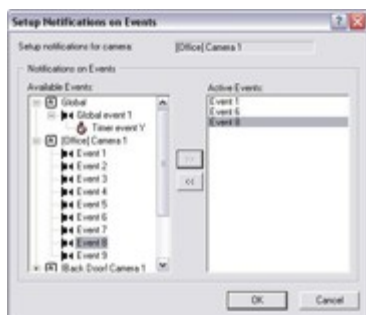 Setup Notifications on Events
Setup notifications for camera:
[Office] Camera 1
Notifications on Events
Available Events:
Global
Global event 1
Timer event Y
[Office] Camera 1
Event 1
Event 2
Event 3
Event 4
Event 5
Event 6
Event 7
Event 8
Event 9
[Back Door] Camera 1
>>
<<
Active Events:
Event 1
Event 6
Event 8
OK
Cancel